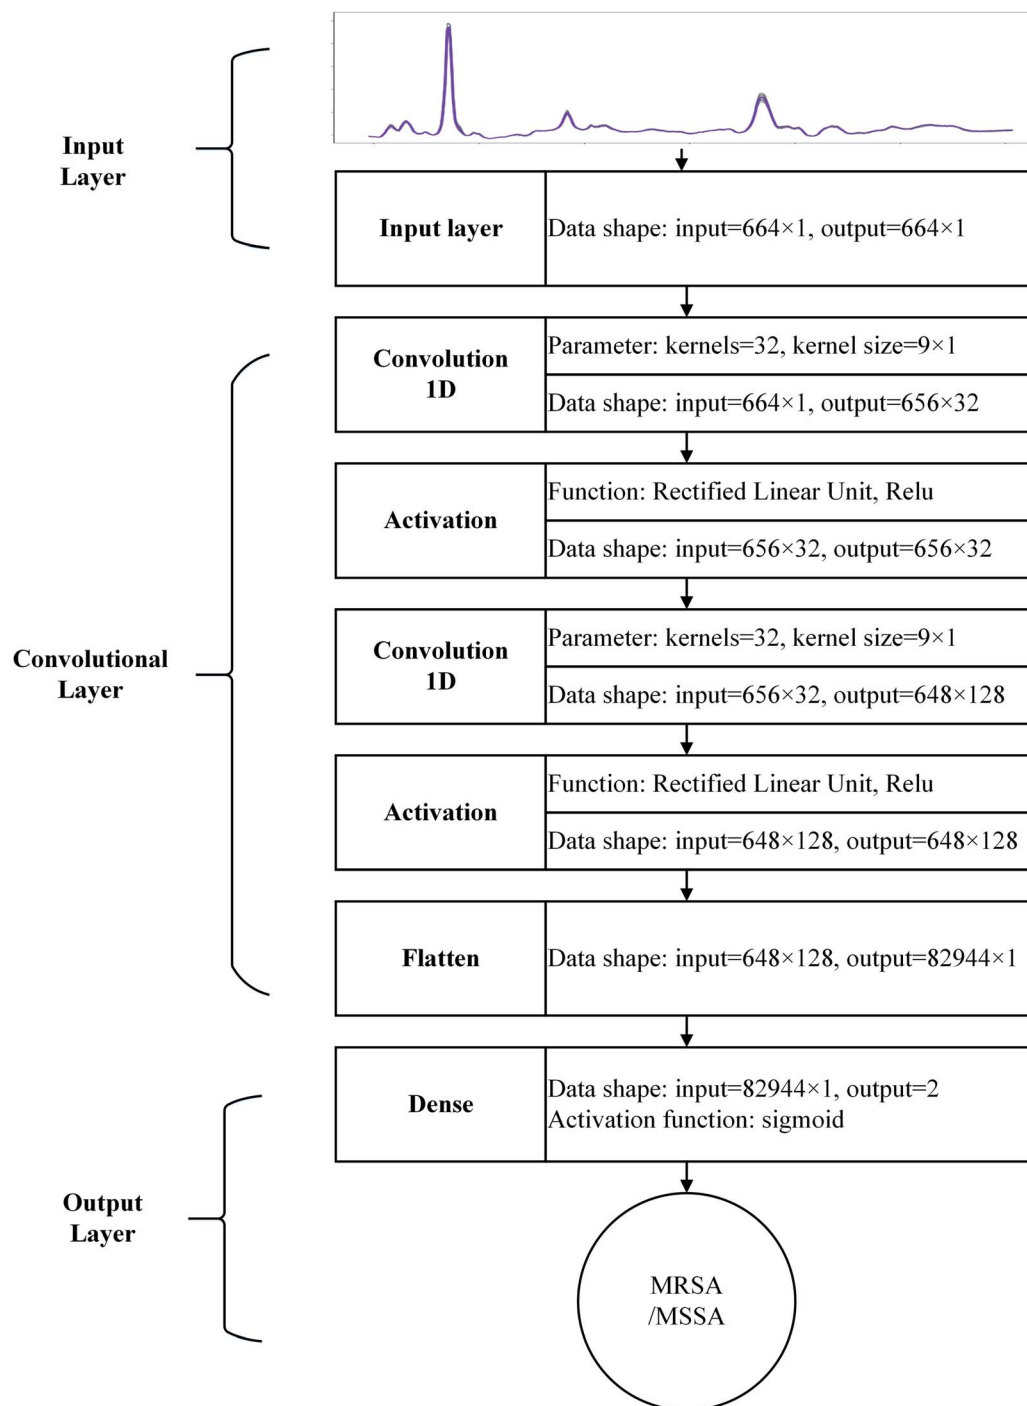 Input
Layer
Input layer
Data shape: input=664×1, output=664×1
Convolutional
Layer
Convolution
1D
Parameter: kernels=32, kernel size=9×1
Data shape: input=664×1, output=656×32
Activation
Function: Rectified Linear Unit, Relu
Data shape: input=656×32, output=656×32
Convolution
1D
Parameter: kernels=32, kernel size=9×1
Data shape: input=656×32, output=648×128
Activation
Function: Rectified Linear Unit, Relu
Data shape: input=648×128, output=648×128
Flatten
Data shape: input=648×128, output=82944×1
Output
Layer
Dense
Data shape: input=82944×1, output=2
Activation function: sigmoid
MRSA
/MSSA